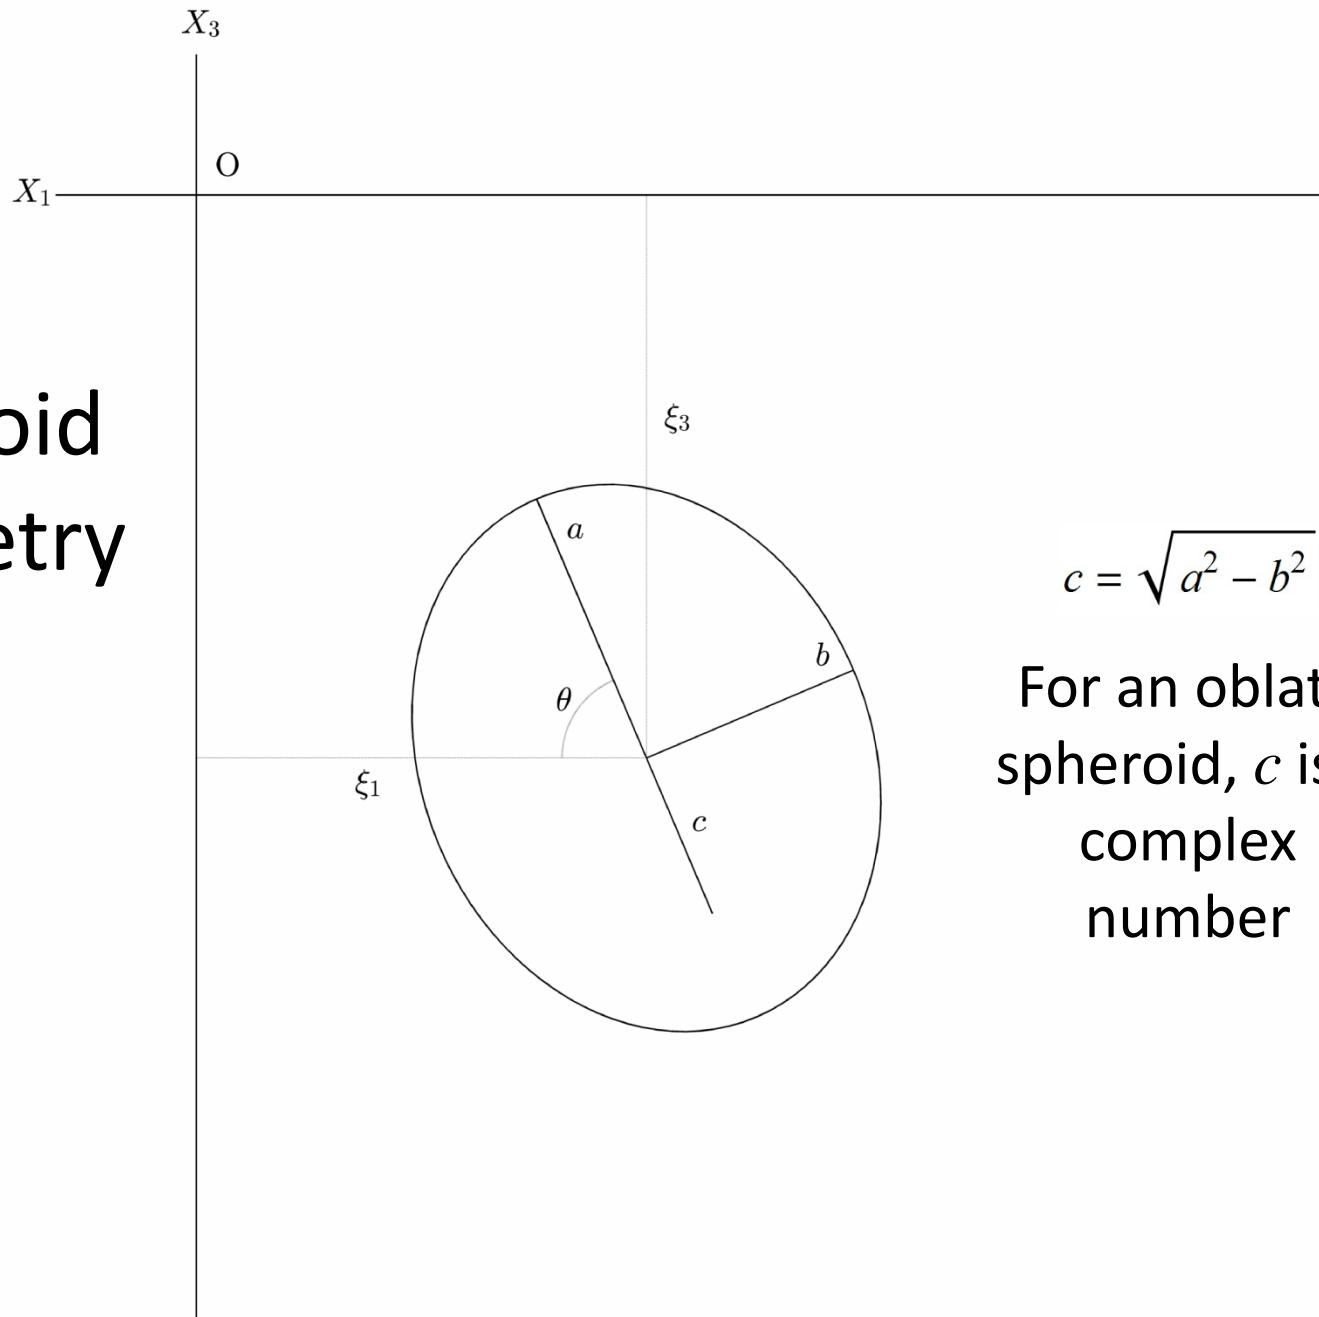 X₃
O
X₁
oid
etry
ξ₃
a
b
θ
ξ₁
c
c = √a² − b²
For an oblat
spheroid, c is
complex
number